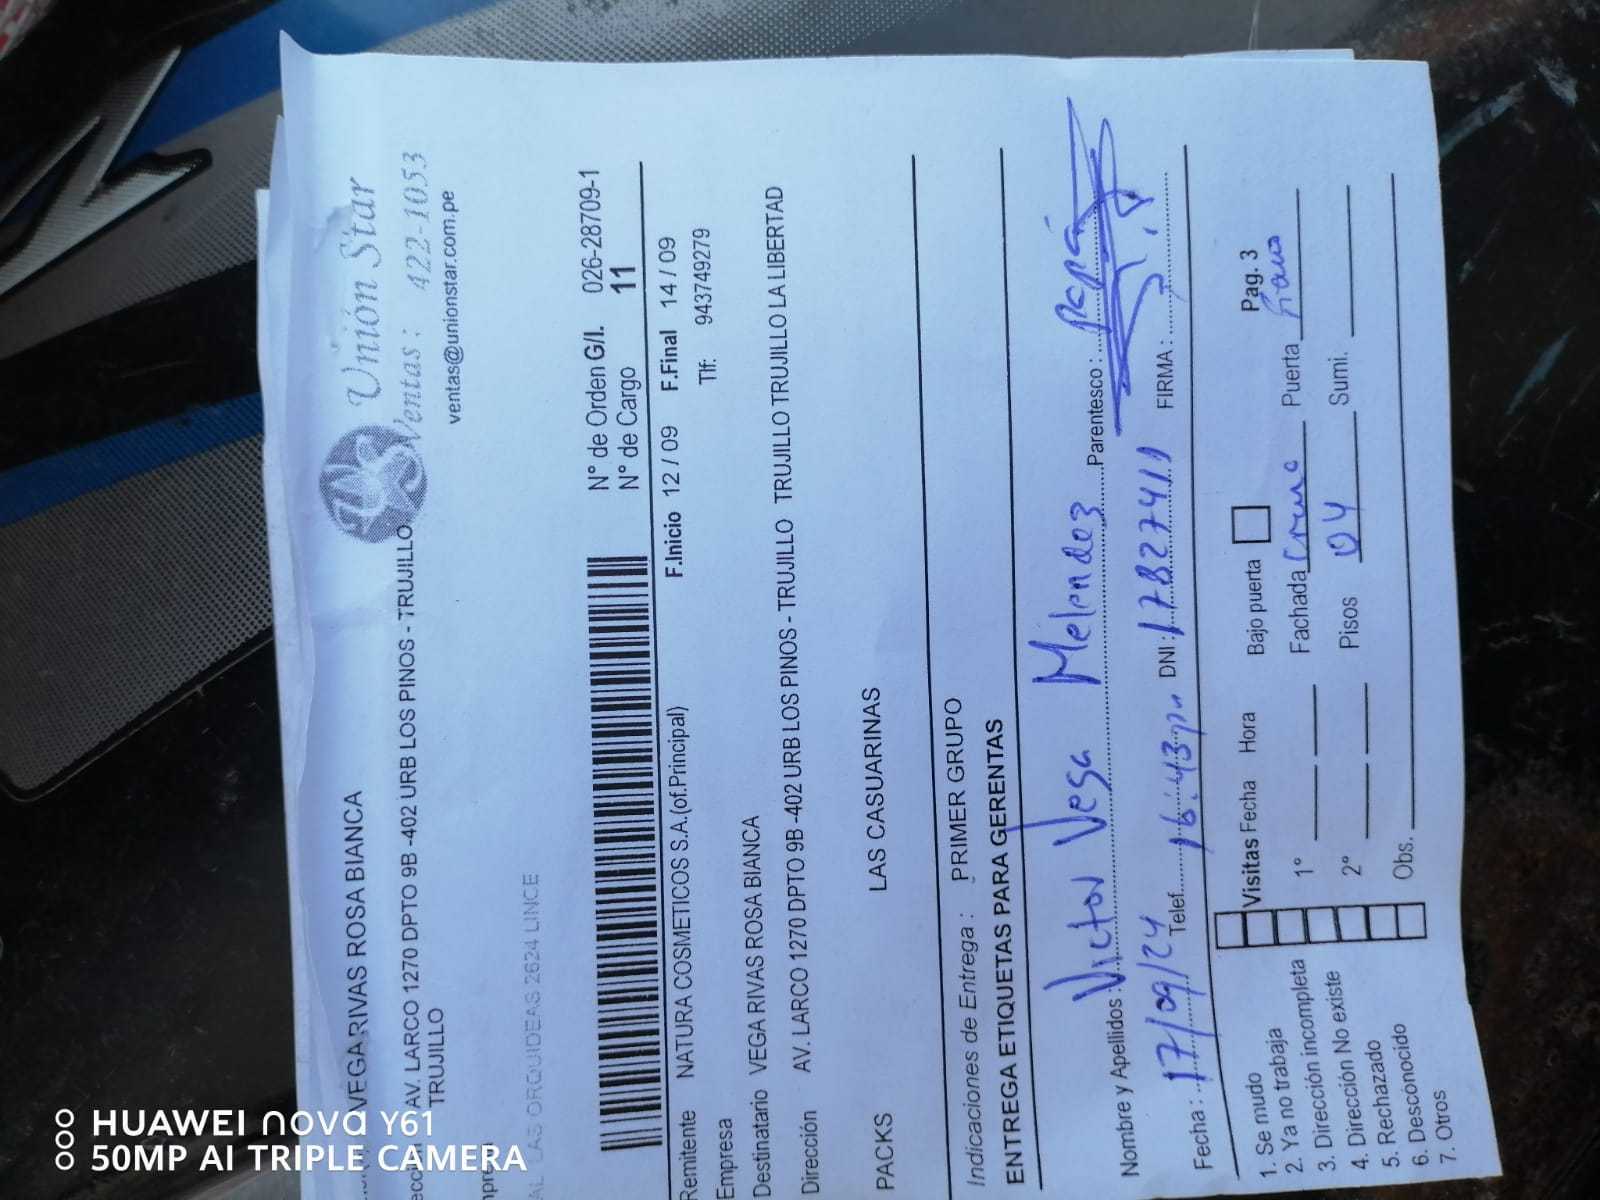 VEGA RIVAS ROSA BIANCA
AV. LARCO 1270 DPTO 9B -402 URB LOS PINOS - TRUJILLO
TRUJILLO
Unión Star
Ventas: 422-1053
ventas@unionstar.com.pe
AL LAS ORQUIDEAS 2624 LINCE
N° de Orden G/I. 026-28709-1
N° de Cargo 11
Remitente NATURA COSMETICOS S.A.(of.Principal) F.Inicio 12 / 09 F.Final 14 / 09
Empresa Tlf: 943749279
Destinatario VEGA RIVAS ROSA BIANCA
Dirección AV. LARCO 1270 DPTO 9B -402 URB LOS PINOS - TRUJILLO TRUJILLO TRUJILLO LA LIBERTAD
PACKS LAS CASUARINAS
Indicaciones de Entrega : PRIMER GRUPO
ENTREGA ETIQUETAS PARA GERENTAS
Nombre y Apellidos : Victor Vega Melendez Parentesco : papá
Fecha : 17/09/24 Telef. 16:43pm DNI : 17827411 FIRMA :
1. Se mudo
2. Ya no trabaja
3. Dirección incompleta
4. Dirección No existe
5. Rechazado
6. Desconocido
7. Otros
Visitas Fecha Hora Bajo puerta Pag. 3
1° Fachada Puerta
2° Pisos 04 Sumi.
Obs.
HUAWEI nova Y61
50MP AI TRIPLE CAMERA